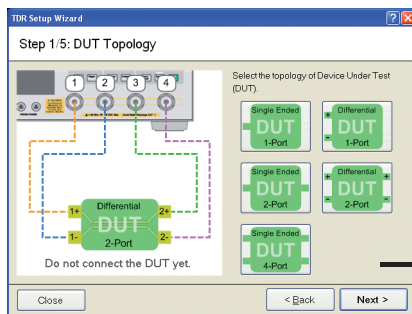 TDR Setup Wizard
Step 1/5: DUT Topology
1 2 3 4
Differential
DUT
2-Port
1+
1-
2+
2-
Do not connect the DUT yet.
Select the topology of Device Under Test
(DUT).
Single Ended
DUT
1-Port
Differential
DUT
1-Port
Single Ended
DUT
2-Port
Differential
DUT
2-Port
Single Ended
DUT
4-Port
Close
< Back
Next >